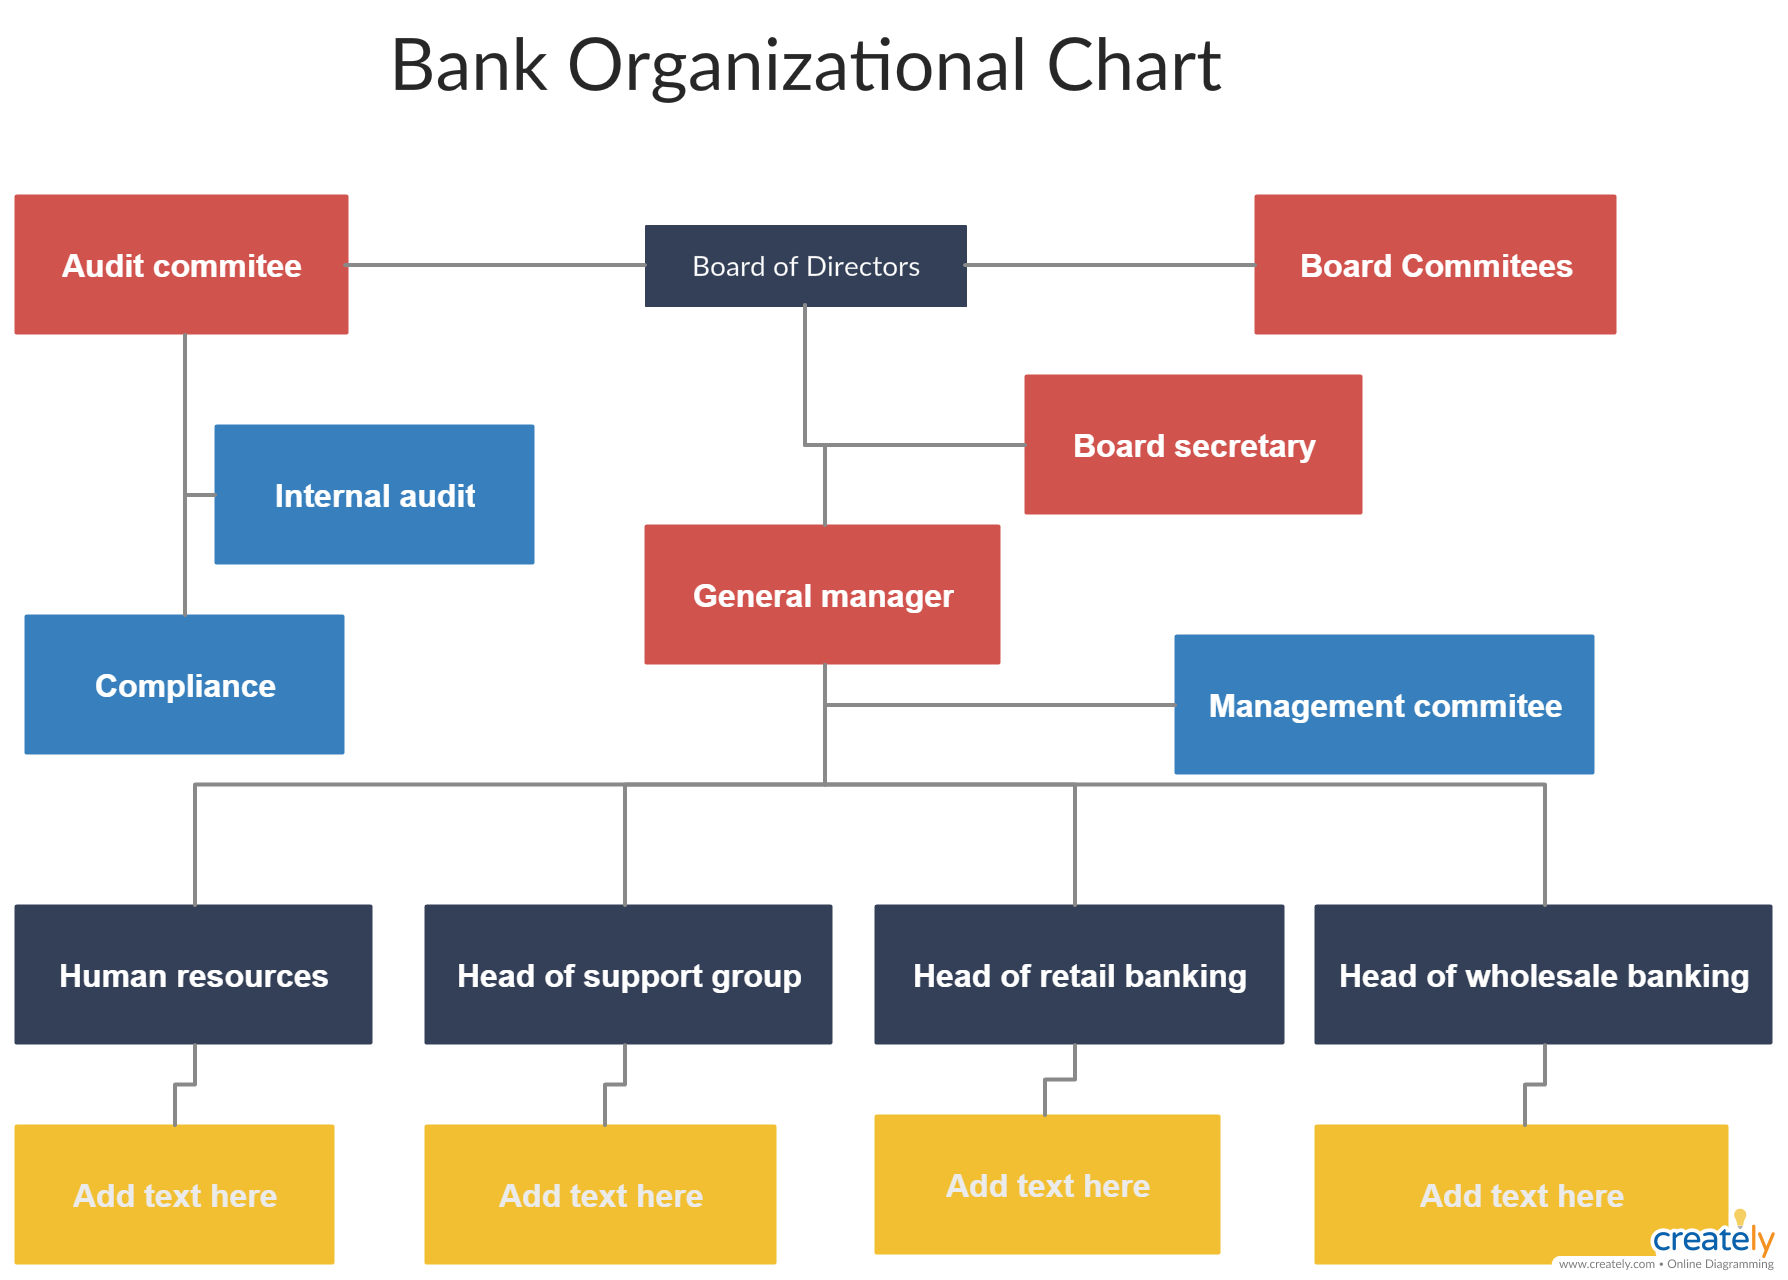 Bank Organizational Chart
Audit commitee
Board of Directors
Board Commitees
Board secretary
Internal audit
General manager
Compliance
Management commitee
Human resources
Head of support group
Head of retail banking
Head of wholesale banking
Add text here
Add text here
Add text here
Add text here
creately
www.creately.com • Online Diagramming